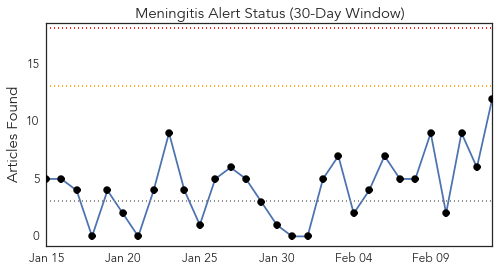 Meningitis Alert Status (30-Day Window)
Articles Found
15
10
5
0
Jan 15 Jan 20 Jan 25 Jan 30 Feb 04 Feb 09